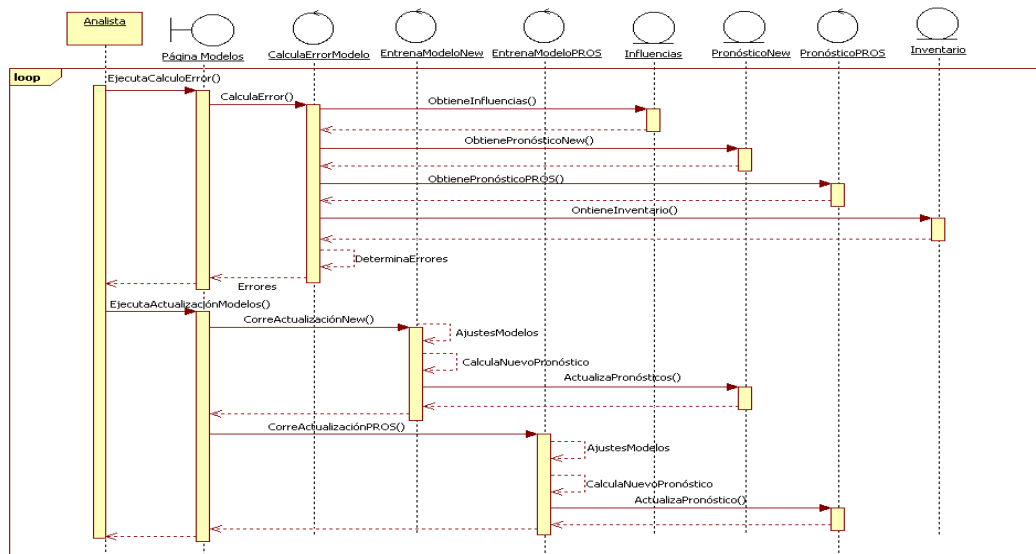 Analista
Página Modelos
CalculaErrorModelo
EntrenaModeloNew
EntrenaModeloPROS
Influencias
PronósticoNew
PronósticoPROS
Inventario
loop
EjecutaCalculoError()
CalculaError()
ObtieneInfluencias()
ObtienePronósticoNew()
ObtienePronósticoPROS()
OntieneInventario()
DeterminaErrores
Errores
EjecutaActualizaciónModelos()
CorreActualizaciónNew()
AjustesModelos
CalculaNuevoPronóstico
ActualizaPronósticos()
CorreActualizaciónPROS()
AjustesModelos
CalculaNuevoPronóstico
ActualizaPronóstico()